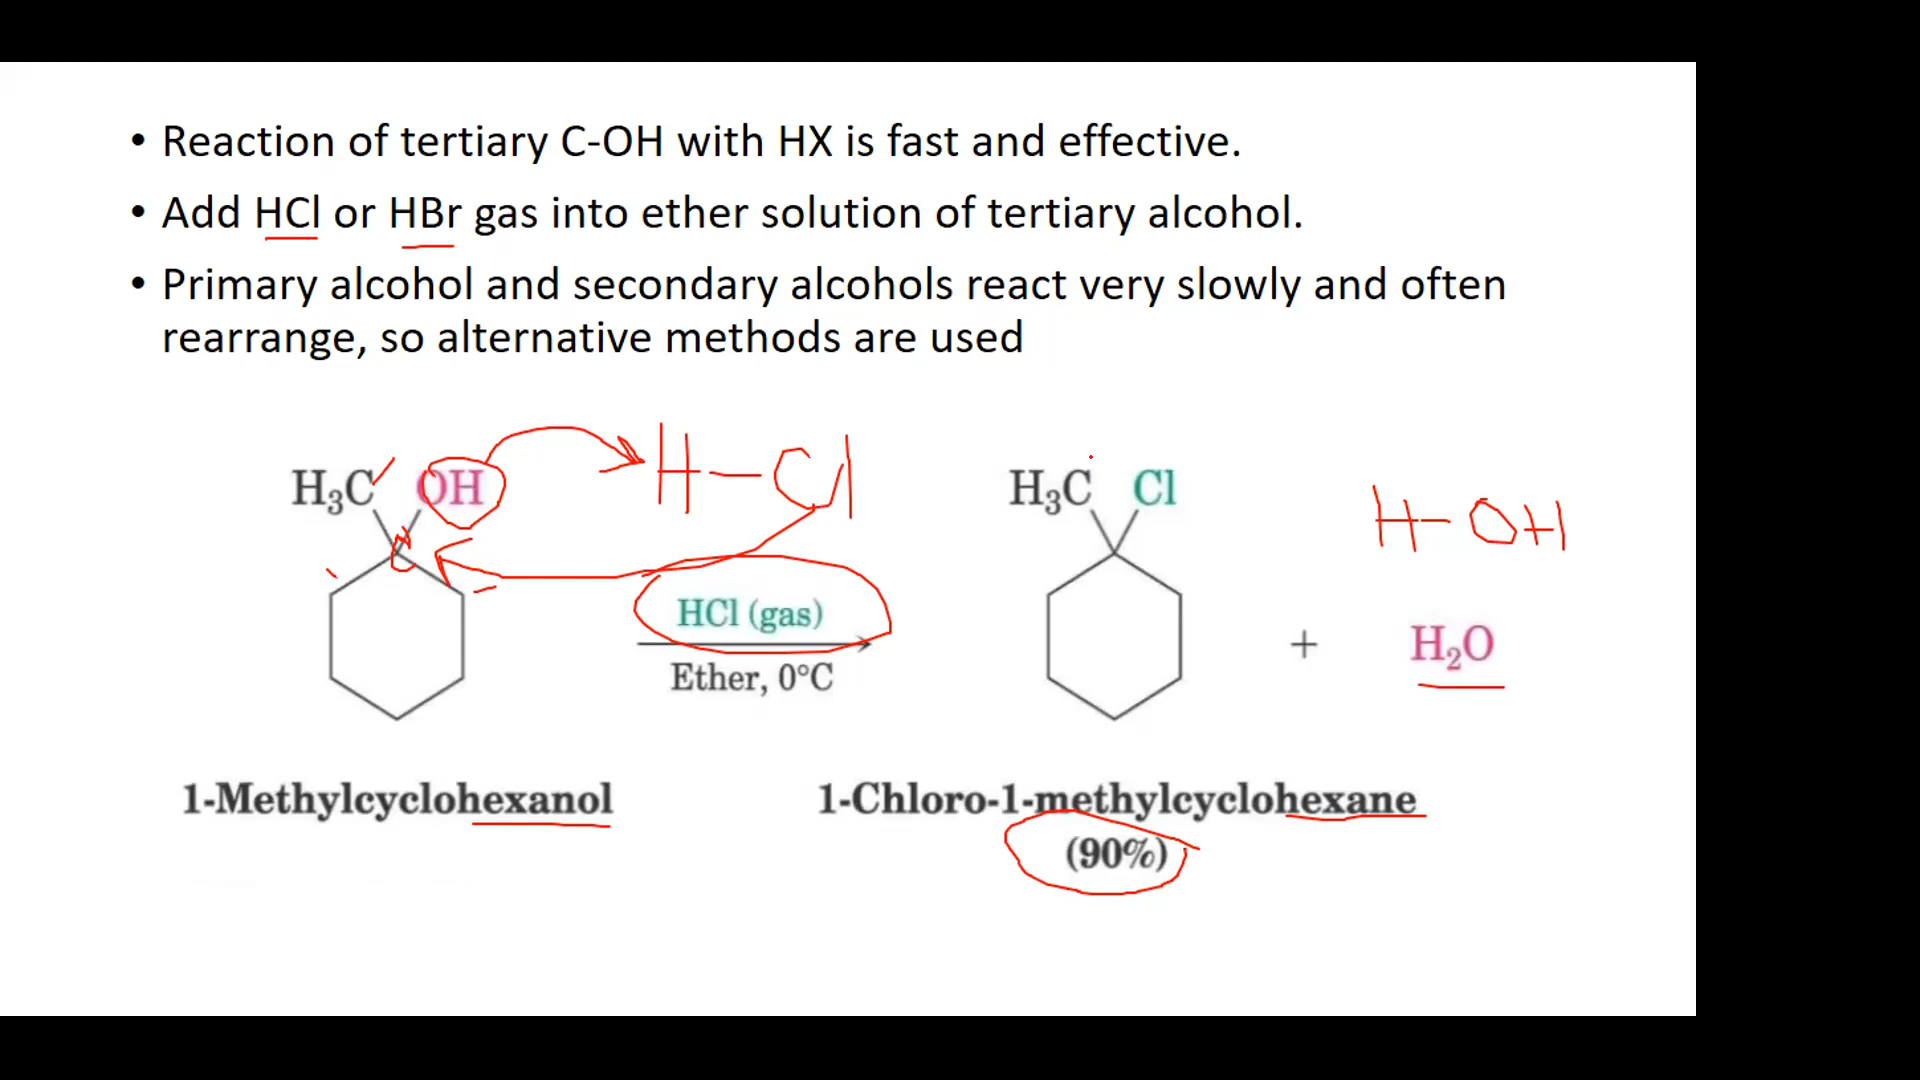 • Reaction of tertiary C-OH with HX is fast and effective.
• Add HCl or HBr gas into ether solution of tertiary alcohol.
• Primary alcohol and secondary alcohols react very slowly and often
rearrange, so alternative methods are used
H₃C OH
H—Cl
HCl (gas)
Ether, 0°C
H₃C Cl
H—OH
+ H₂O
1-Methylcyclohexanol
1-Chloro-1-methylcyclohexane
(90%)